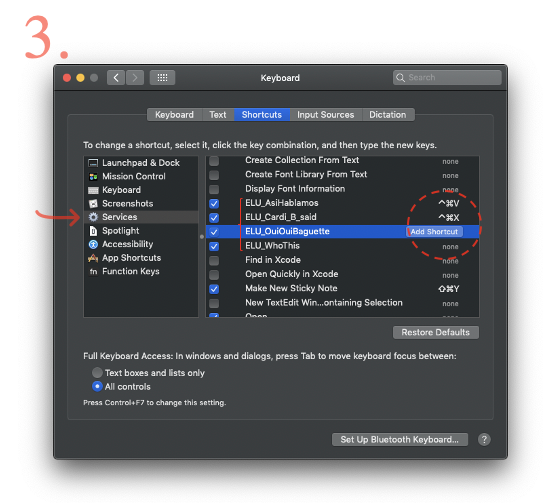 3.
Keyboard
Search
Keyboard Text Shortcuts Input Sources Dictation
To change a shortcut, select it, click the key combination, and then type the new keys.
Launchpad & Dock
Mission Control
Keyboard
Screenshots
Services
Spotlight
Accessibility
App Shortcuts
fn Function Keys
Create Collection From Text none
Create Font Library From Text none
Display Font Information none
ELU_AsiHablamos ^⌘V
ELU_Cardi_B_said ^⌘X
ELU_OuiOuiBaguette Add Shortcut
ELU_WhoThis none
Find in Xcode none
Open Quickly in Xcode none
Make New Sticky Note ⇧⌘Y
New TextEdit Win...ontaining Selection none
Open
Restore Defaults
Full Keyboard Access: In windows and dialogs, press Tab to move keyboard focus between:
Text boxes and lists only
All controls
Press Control+F7 to change this setting.
Set Up Bluetooth Keyboard... ?